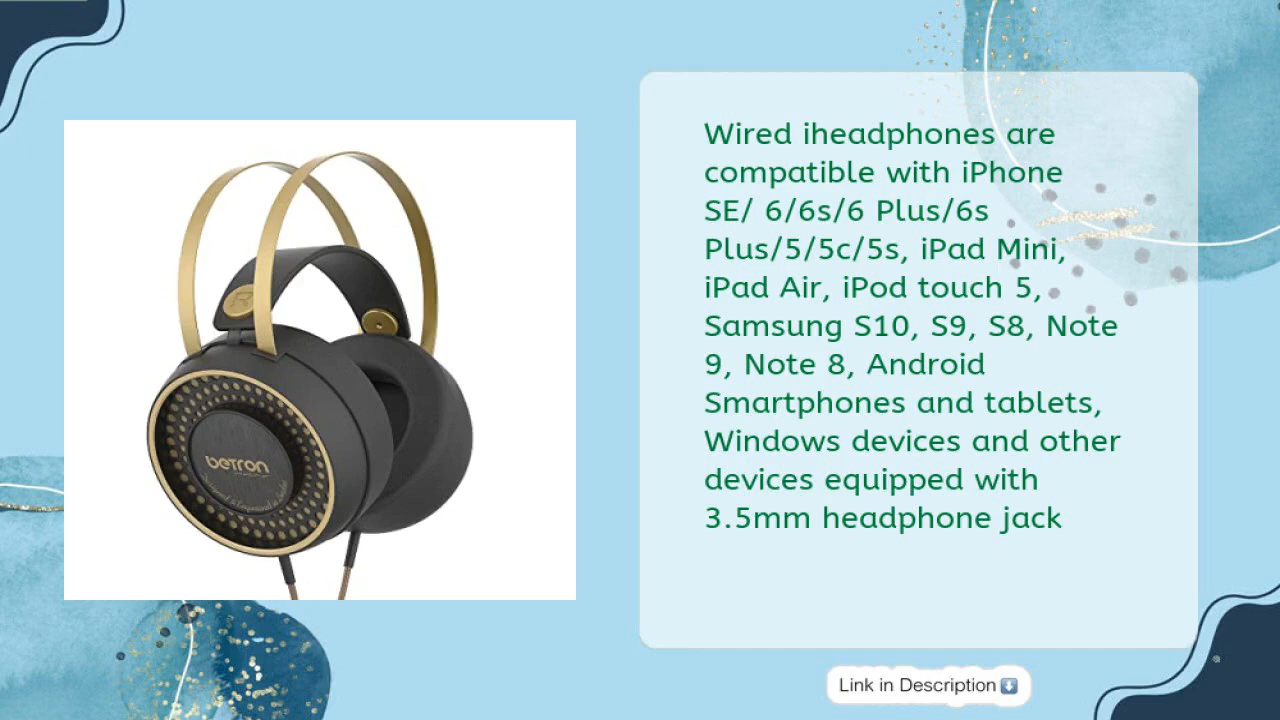 R
betron
Wired iheadphones are
compatible with iPhone
SE/ 6/6s/6 Plus/6s
Plus/5/5c/5s, iPad Mini,
iPad Air, iPod touch 5,
Samsung S10, S9, S8, Note
9, Note 8, Android
Smartphones and tablets,
Windows devices and other
devices equipped with
3.5mm headphone jack
Link in Description⬇️